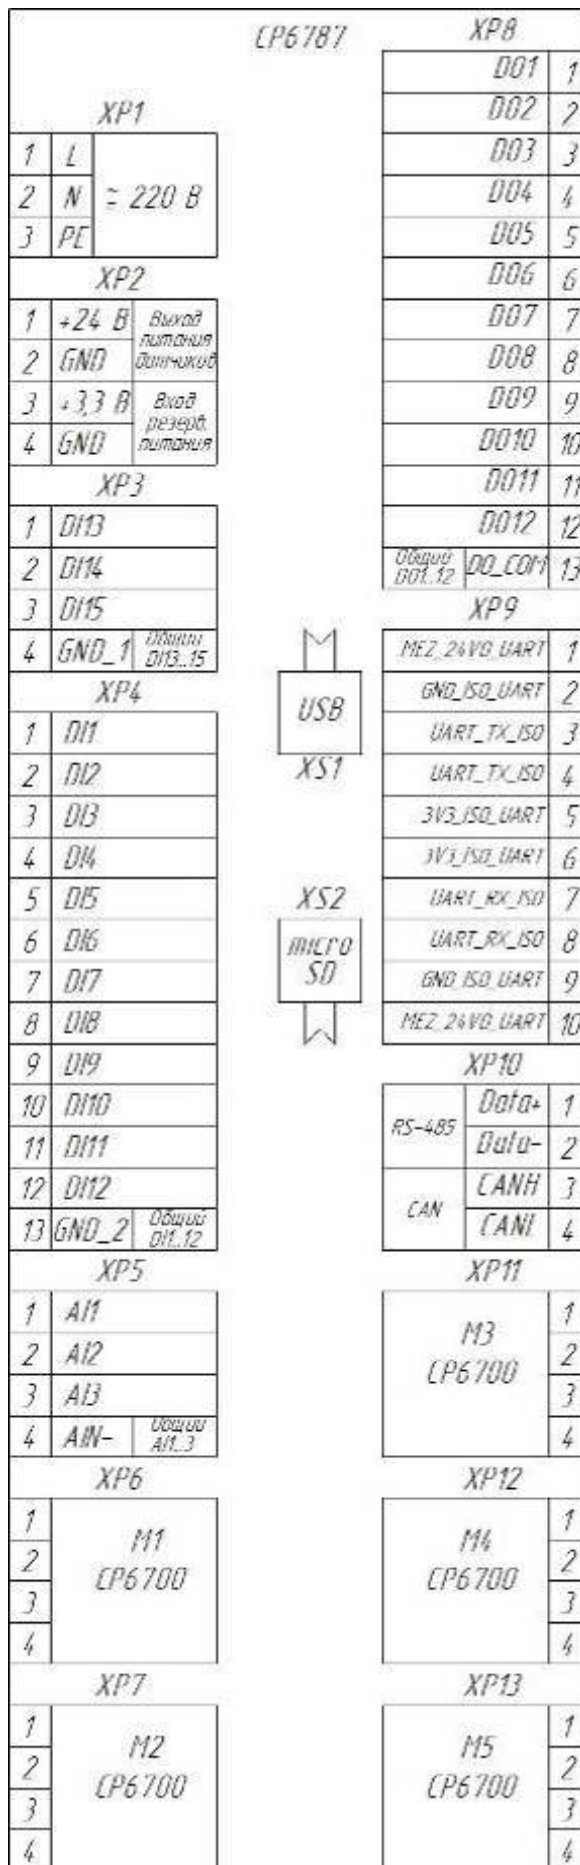 CP6787
XP1
1 L
2 N
3 PE
≃ 220 В
XP2
1 +24 В
2 GND
Выход
питания
датчиков
3 +3,3 В
4 GND
Вход
резерв.
питания
XP3
1 DI13
2 DI14
3 DI15
4 GND_1 Общий
DI13..15
XP4
1 DI1
2 DI2
3 DI3
4 DI4
5 DI5
6 DI6
7 DI7
8 DI8
9 DI9
10 DI10
11 DI11
12 DI12
13 GND_2 Общий
DI1..12
XP5
1 AI1
2 AI2
3 AI3
4 AIN- Общий
AI1..3
XP6
1
2
3
4
M1
CP6700
XP7
1
2
3
4
M2
CP6700
USB
XS1
XS2
micro
SD
XP8
DO1 1
DO2 2
DO3 3
DO4 4
DO5 5
DO6 6
DO7 7
DO8 8
DO9 9
DO10 10
DO11 11
DO12 12
Общий
DO1..12 DO_COM 13
XP9
MEZ_24V0_UART 1
GND_ISO_UART 2
UART_TX_ISO 3
UART_TX_ISO 4
3V3_ISO_UART 5
3V3_ISO_UART 6
UART_RX_ISO 7
UART_RX_ISO 8
GND_ISO_UART 9
MEZ_24V0_UART 10
XP10
RS-485
Data+ 1
Data- 2
CAN
CANH 3
CANL 4
XP11
M3
CP6700
1
2
3
4
XP12
M4
CP6700
1
2
3
4
XP13
M5
CP6700
1
2
3
4